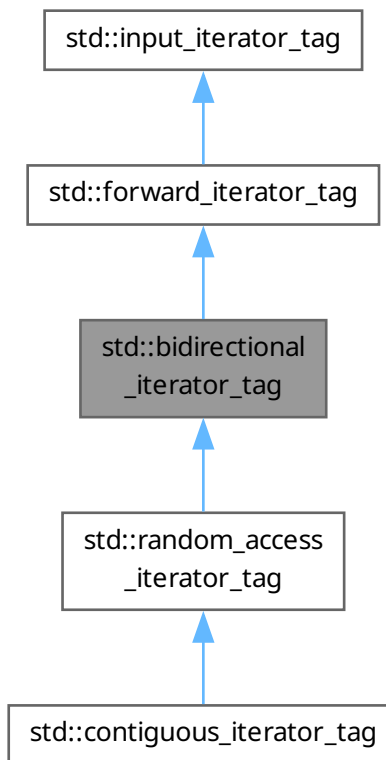 std::input_iterator_tag
std::forward_iterator_tag
std::bidirectional
_iterator_tag
std::random_access
_iterator_tag
std::contiguous_iterator_tag